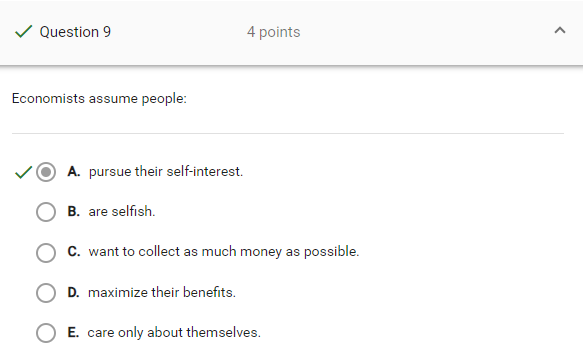 Question 9 4 points
Economists assume people:
A. pursue their self-interest.
B. are selfish.
C. want to collect as much money as possible.
D. maximize their benefits.
E. care only about themselves.